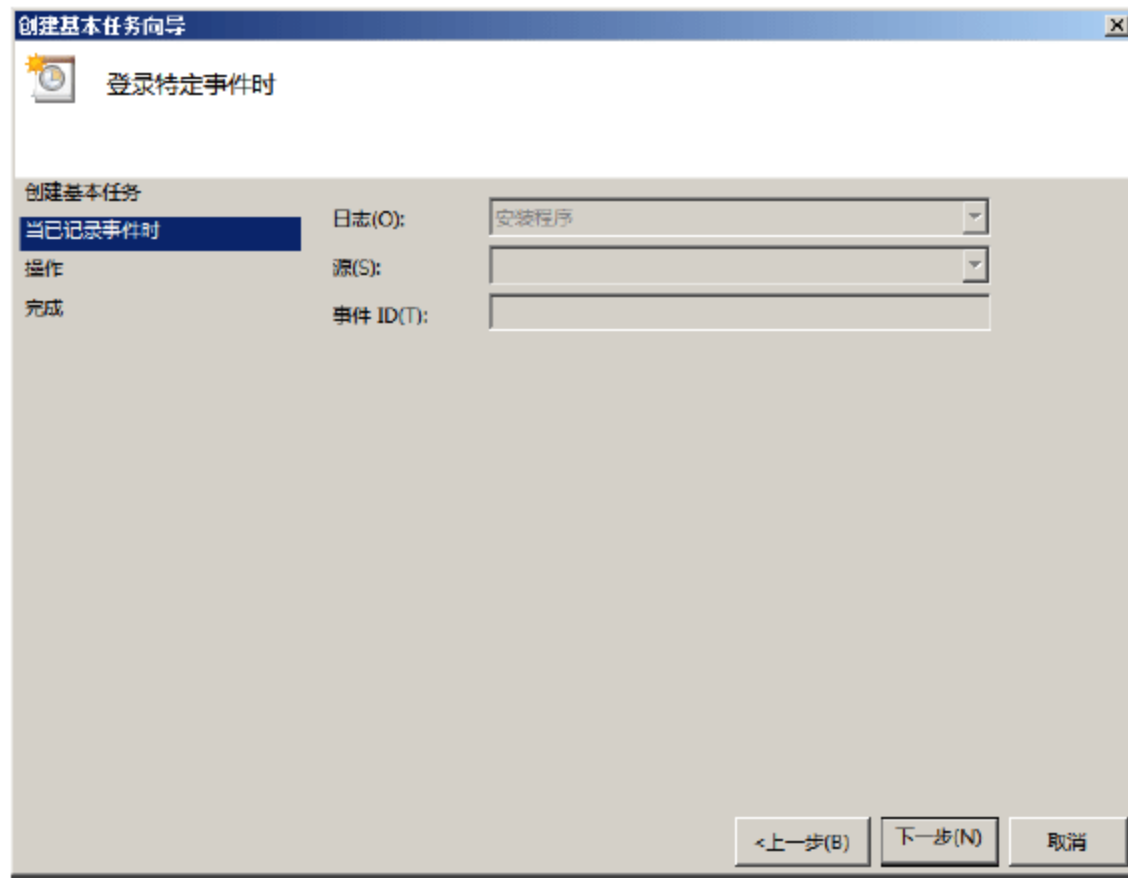 创建基本任务向导
登录特定事件时
创建基本任务
当已记录事件时
操作
完成
日志(O):
安装程序
源(S):
事件 ID(T):
<上一步(B)
下一步(N)
取消